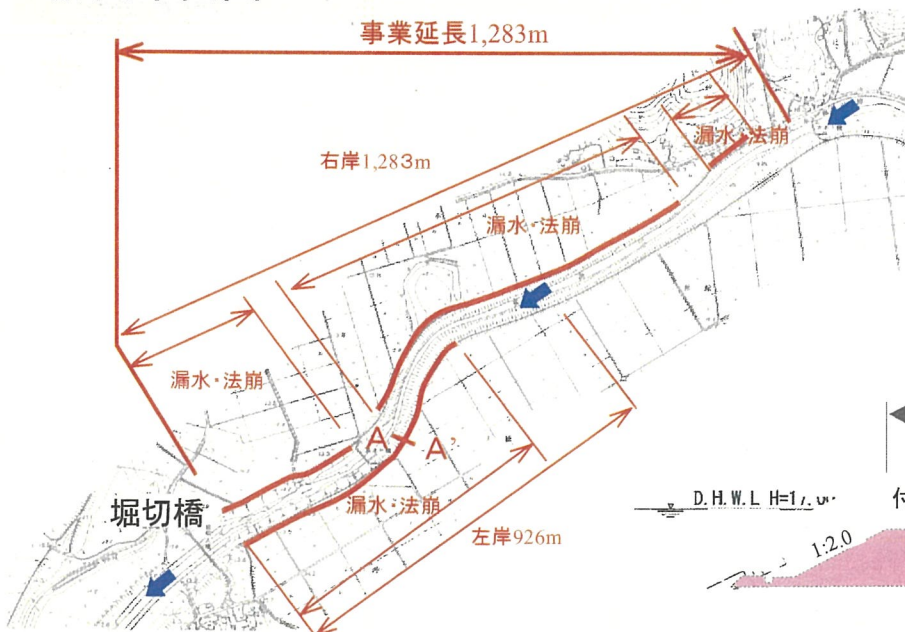 事業延長1,283m
漏水・法崩
右岸1,283m
漏水・法崩
漏水・法崩
A A'
漏水・法崩
堀切橋
左岸926m
D.H.W.L H=17.
1:2.0